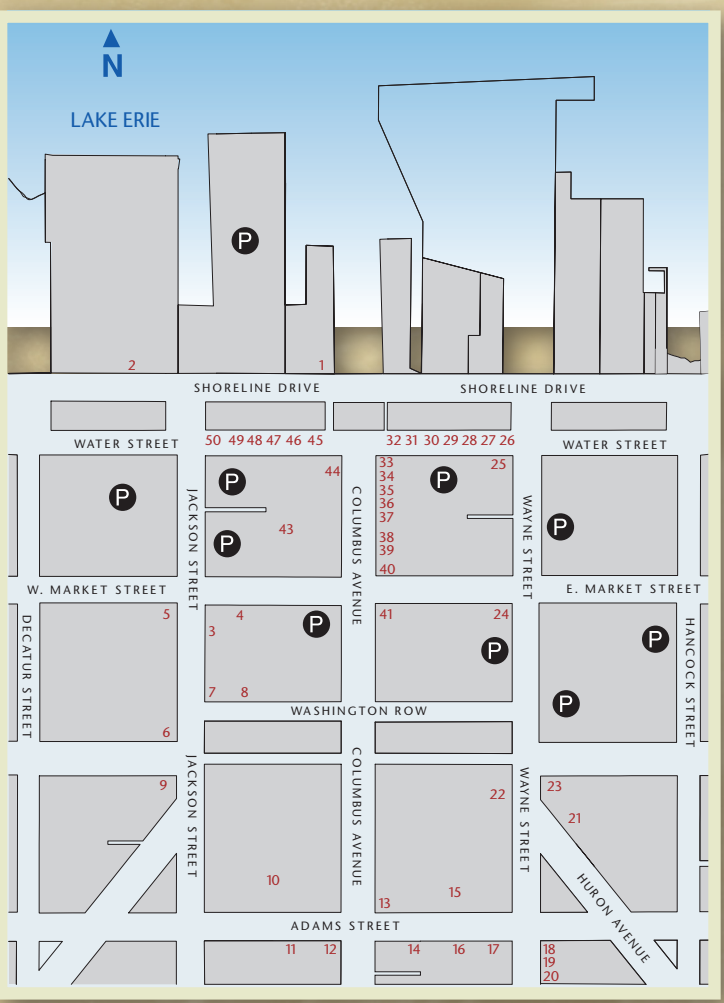 N
LAKE ERIE
P
2
1
SHORELINE DRIVE
SHORELINE DRIVE
WATER STREET
50 49 48 47 46 45
32 31 30 29 28 27 26
WATER STREET
P
P
P
43
44
JACKSON STREET
COLUMBUS AVENUE
33
34
35
36
37
38
39
40
P
25
WAYNE STREET
P
W. MARKET STREET
E. MARKET STREET
DECATUR STREET
5
6
4
3
P
7
8
41
24
P
P
P
HANCOCK STREET
WASHINGTON ROW
9
JACKSON STREET
10
COLUMBUS AVENUE
22
15
13
WAYNE STREET
23
21
HURON AVENUE
ADAMS STREET
11
12
14
16
17
18
19
20